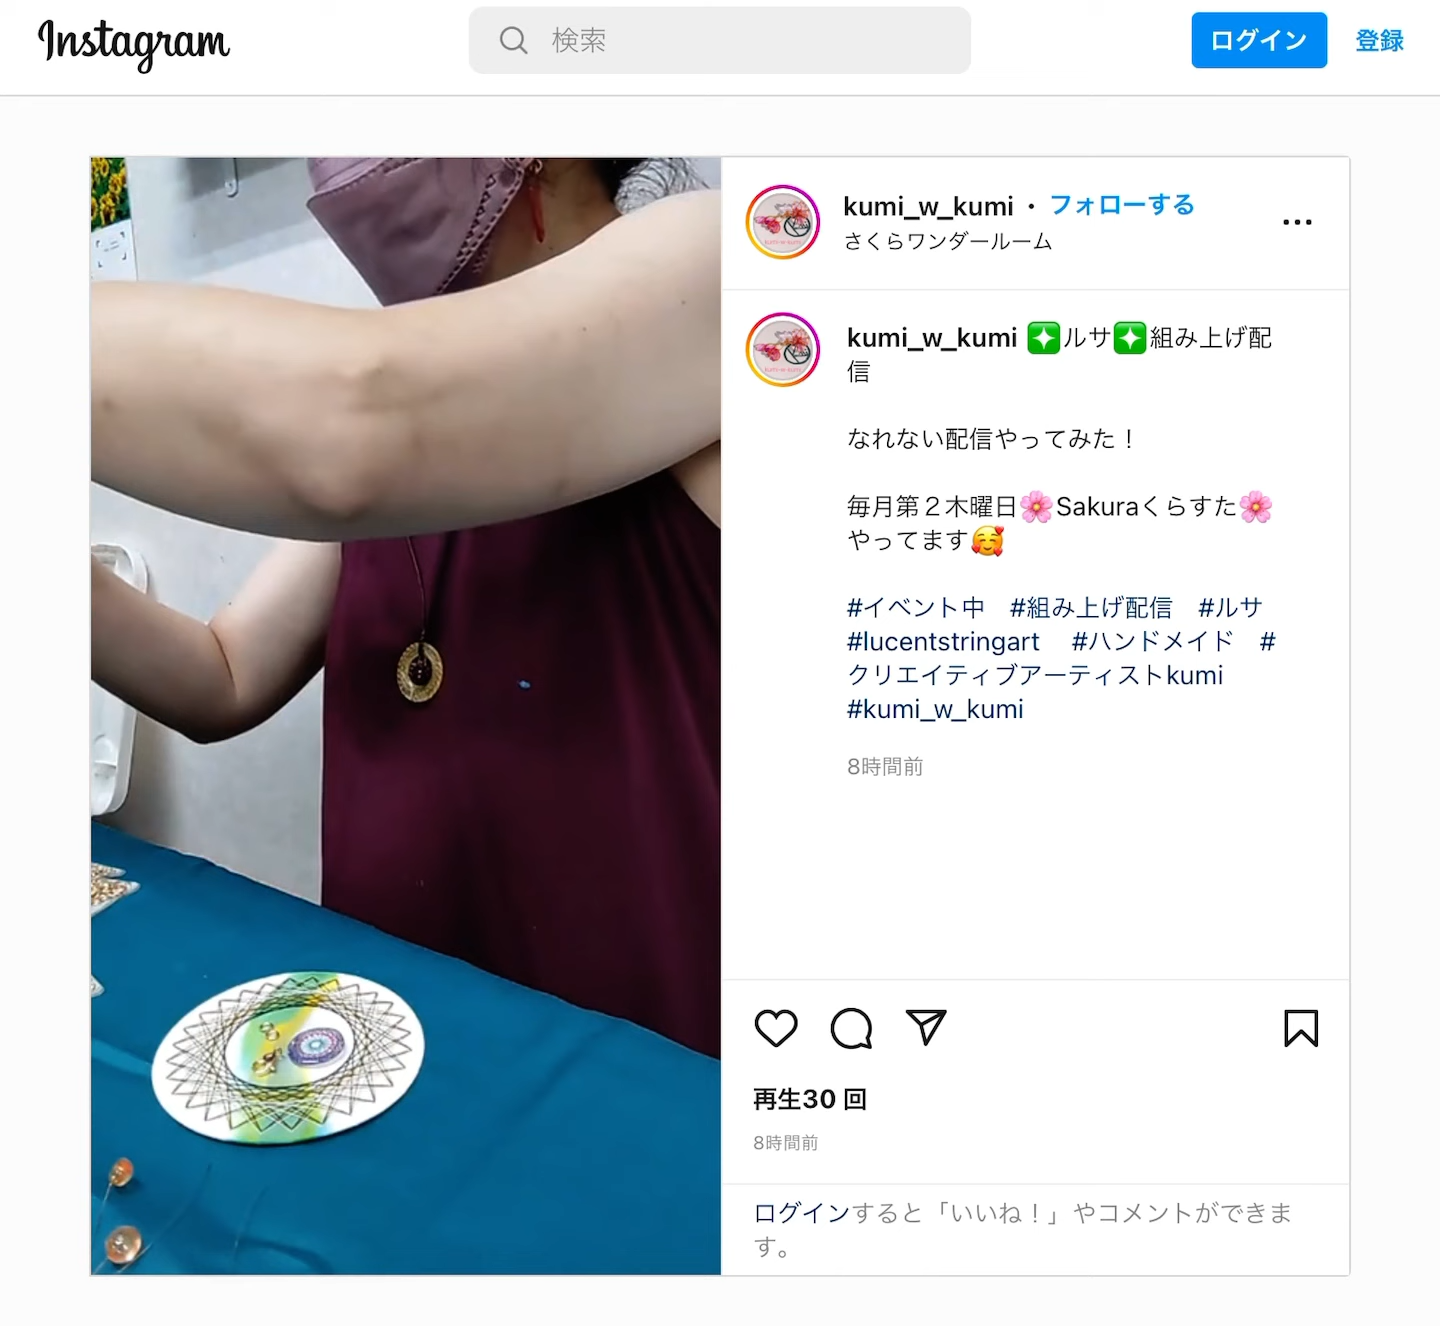 Instagram
検索
ログイン
登録
kumi_w_kumi • フォローする
さくらワンダールーム
kumi_w_kumi ❇️ルサ❇️組み上げ配
信
なれない配信やってみた！
毎月第２木曜日🌸Sakuraくらすた🌸
やってます🥰
#イベント中　#組み上げ配信　#ルサ
#lucentstringart　#ハンドメイド　#
クリエイティブアーティストkumi
#kumi_w_kumi
8時間前
再生30 回
8時間前
ログインすると「いいね！」やコメントができま
す。